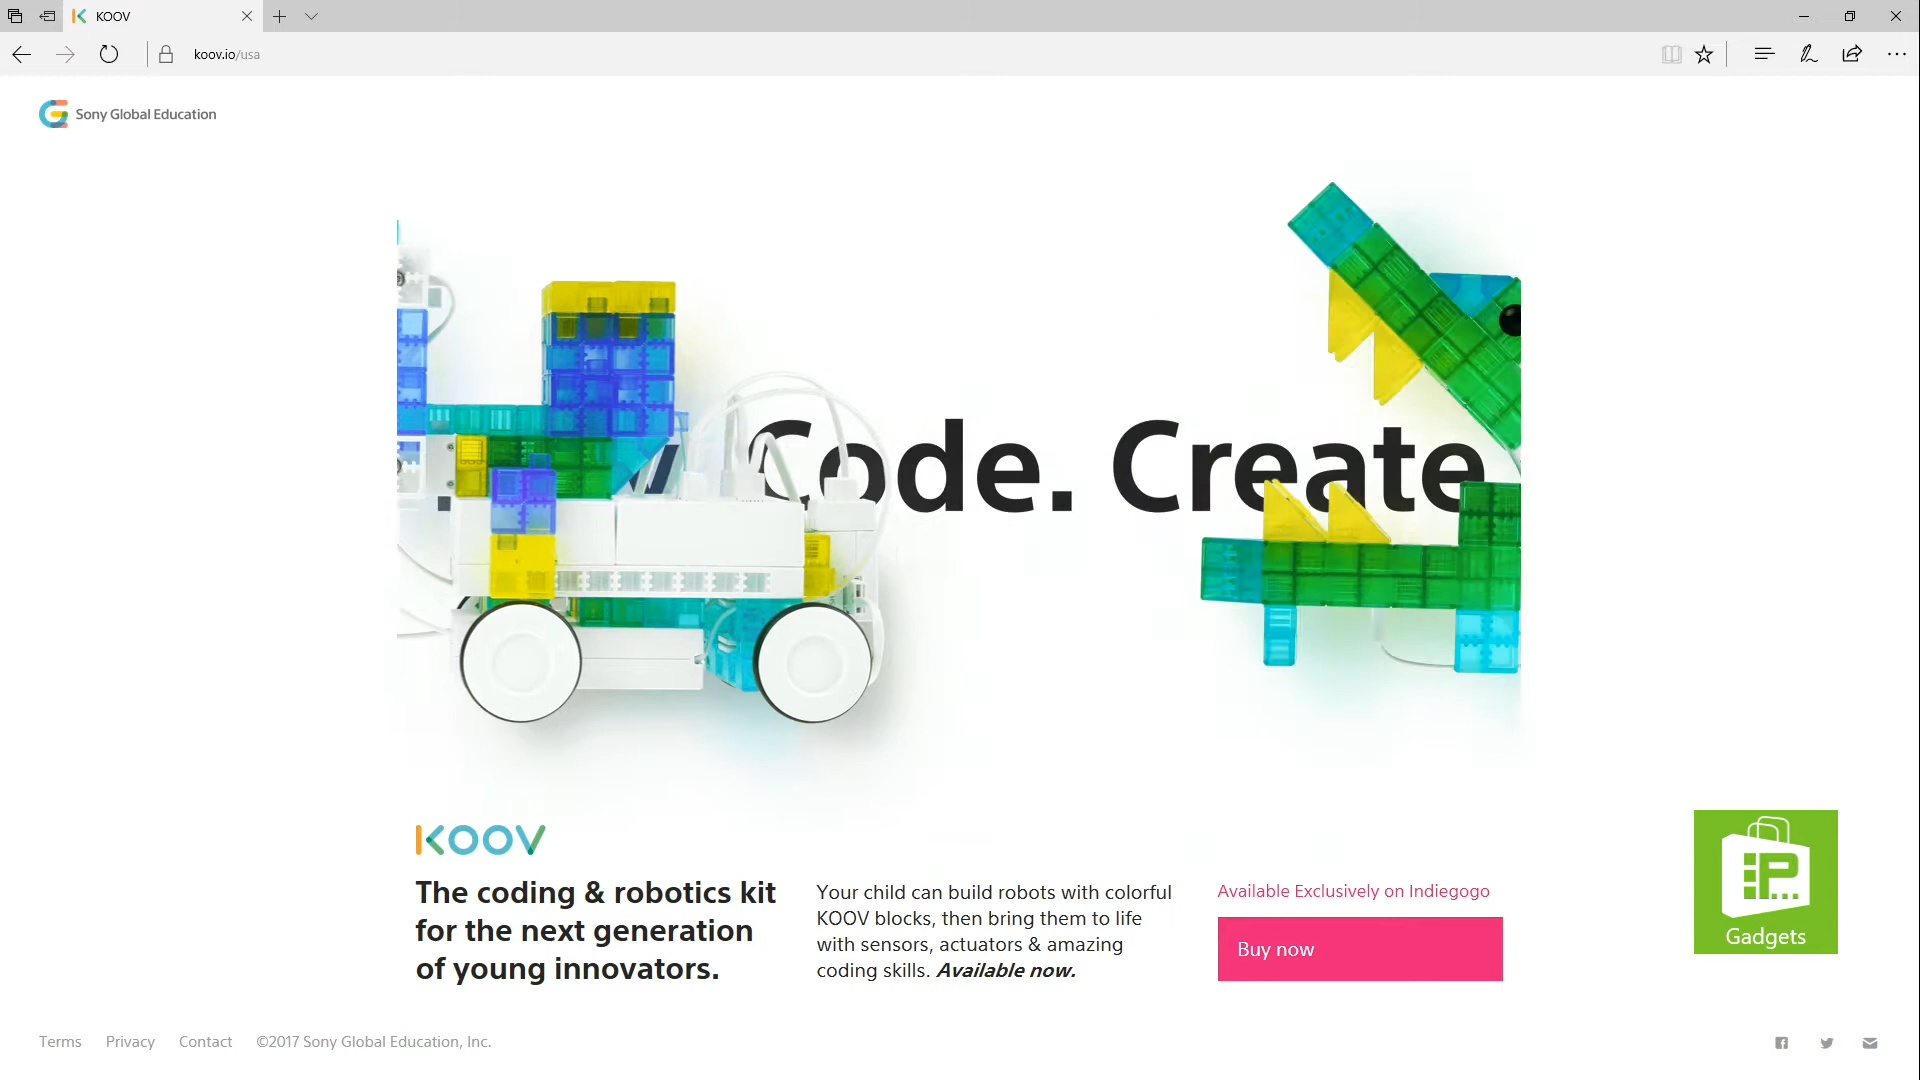 KOOV
koov.io/usa
Sony Global Education
Code. Create
KOOV
The coding & robotics kit
for the next generation
of young innovators.
Your child can build robots with colorful
KOOV blocks, then bring them to life
with sensors, actuators & amazing
coding skills. Available now.
Available Exclusively on Indiegogo
Buy now
P...
Gadgets
Terms Privacy Contact ©2017 Sony Global Education, Inc.